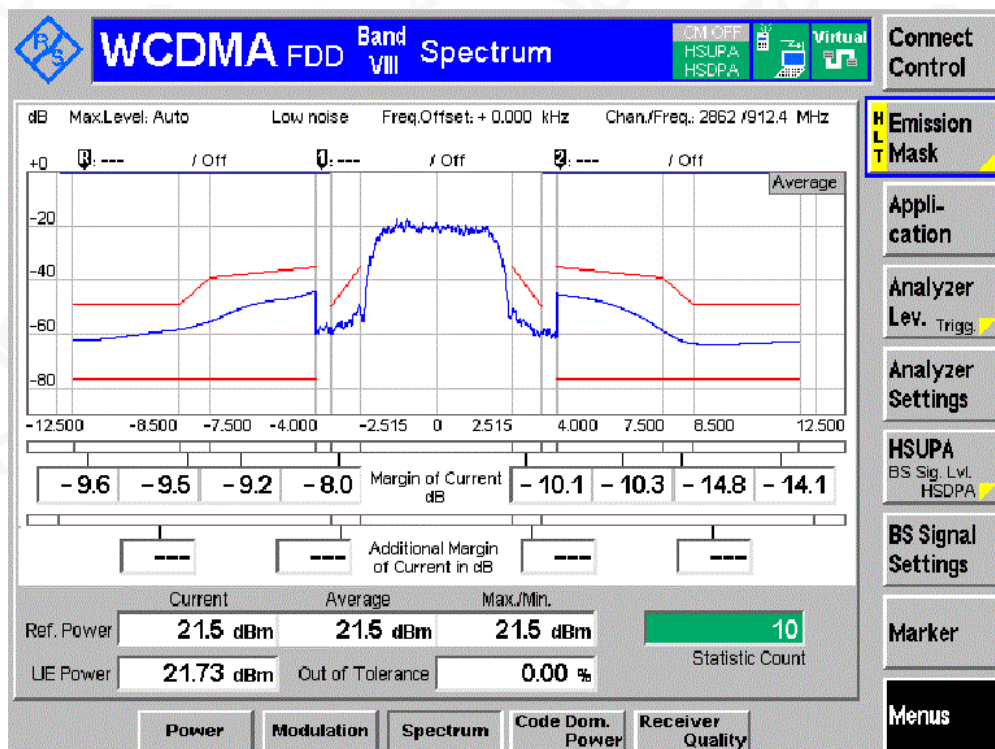 R S
WCDMA FDD Band VIII Spectrum
CM OFF
HSUPA
HSDPA
Virtual
Connect Control
dB Max.Level: Auto Low noise Freq.Offset: + 0.000 kHz Chan./Freq.: 2862 /912.4 MHz
HLT
Emission Mask
R: --- / Off 1: --- / Off 2: --- / Off
+0
Average
-20
-40
-60
-80
-12.500 -8.500 -7.500 -4.000 -2.515 0 2.515 4.000 7.500 8.500 12.500
Appli-
cation
Analyzer
Lev. Trigg.
Analyzer
Settings
HSUPA
BS Sig. Lvl.
HSDPA
-9.6 -9.5 -9.2 -8.0 Margin of Current dB -10.1 -10.3 -14.8 -14.1
--- --- Additional Margin of Current in dB --- ---
BS Signal
Settings
Current Average Max./Min.
Ref. Power 21.5 dBm 21.5 dBm 21.5 dBm 10
Statistic Count
UE Power 21.73 dBm Out of Tolerance 0.00 %
Marker
Menus
Power Modulation Spectrum Code Dom. Power Receiver Quality